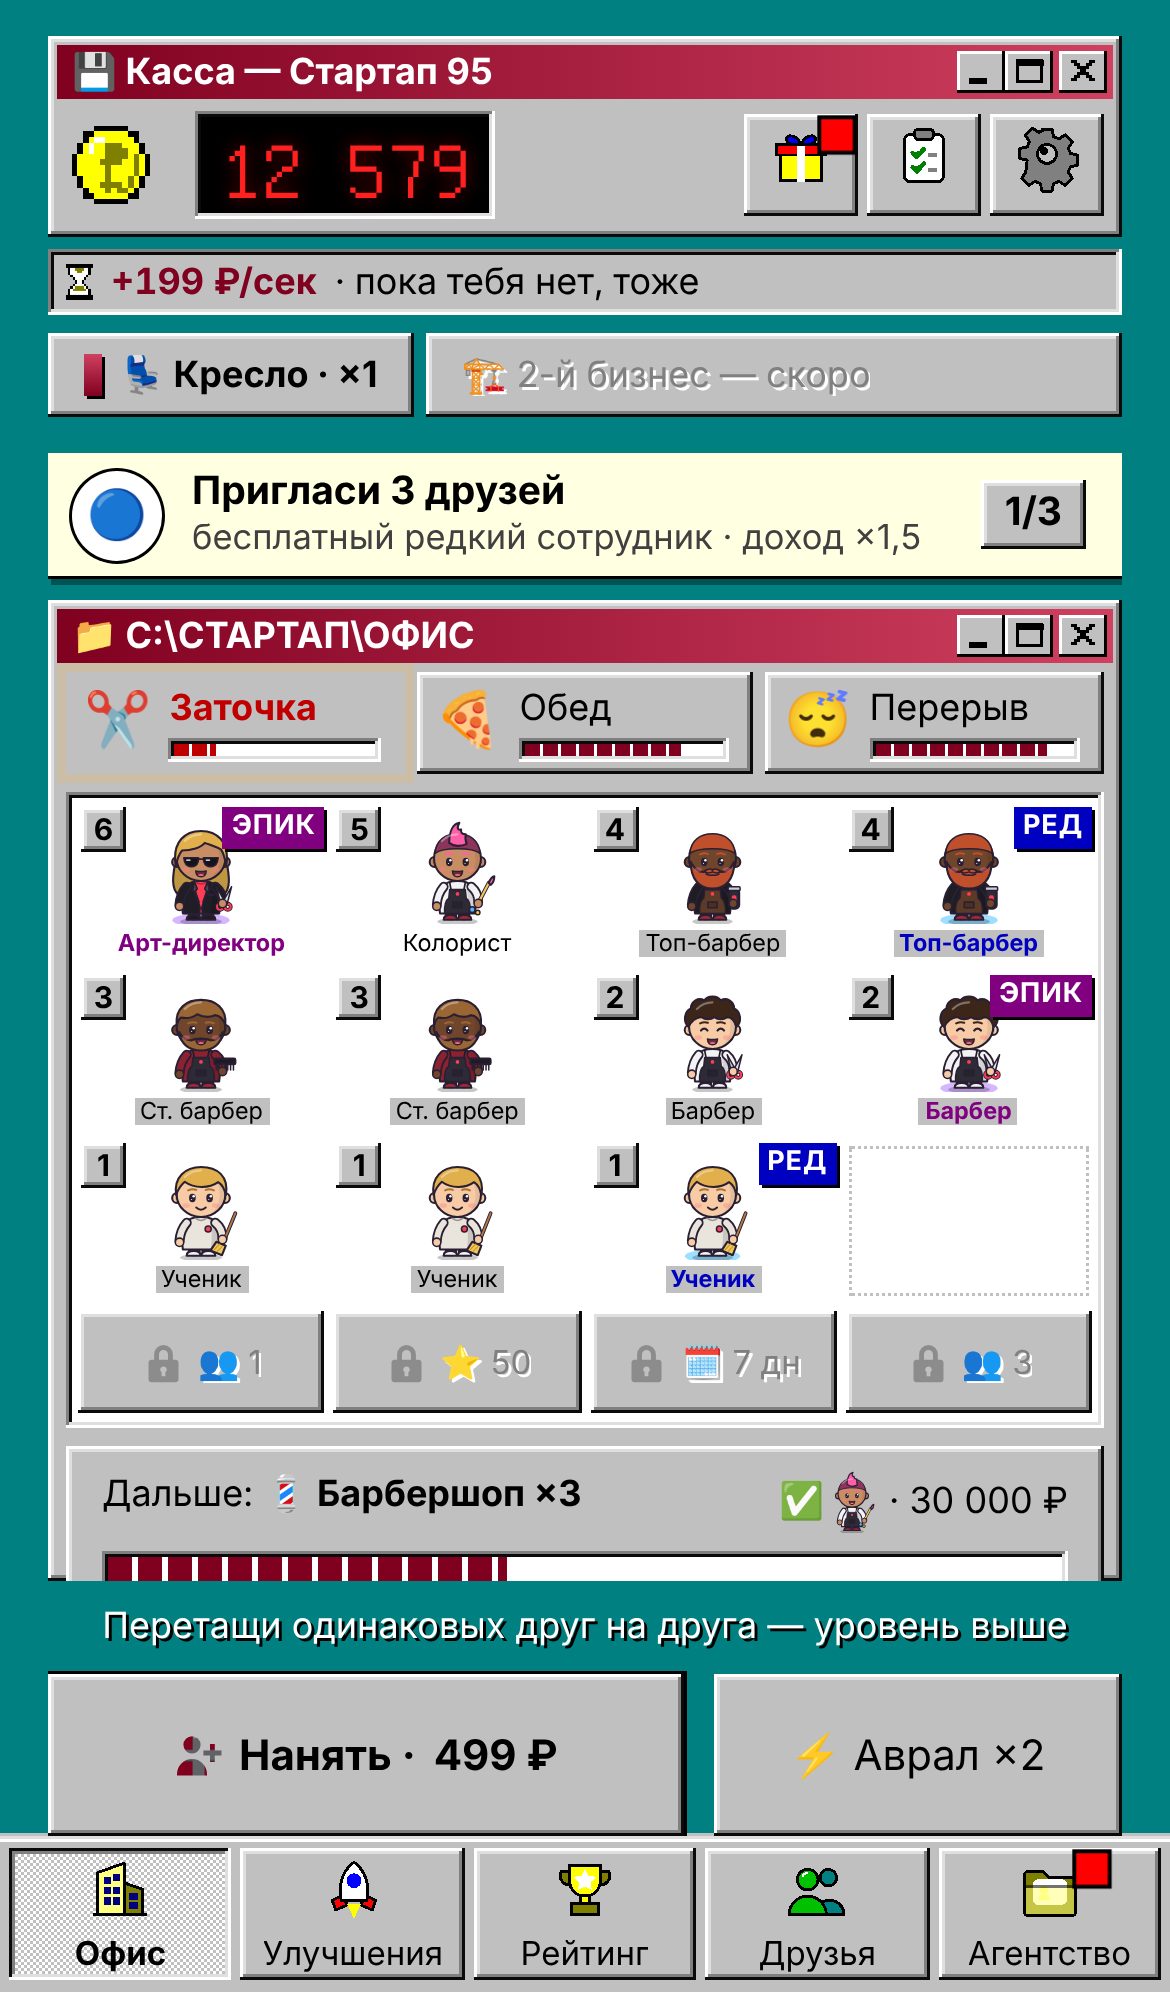 Касса — Стартап 95
12 579
+199 ₽/сек · пока тебя нет, тоже
Кресло · ×1
2-й бизнес — скоро
Пригласи 3 друзей
бесплатный редкий сотрудник · доход ×1,5
1/3
C:\СТАРТАП\ОФИС
Заточка
Обед
Перерыв
6 ЭПИК
Арт-директор
5
Колорист
4
Топ-барбер
4 РЕД
Топ-барбер
3
Ст. барбер
3
Ст. барбер
2
Барбер
2 ЭПИК
Барбер
1
Ученик
1
Ученик
1 РЕД
Ученик
1
50
7 дн
3
Дальше: Барбершоп ×3
· 30 000 ₽
Перетащи одинаковых друг на друга — уровень выше
Нанять · 499 ₽
Аврал ×2
Офис
Улучшения
Рейтинг
Друзья
Агентство